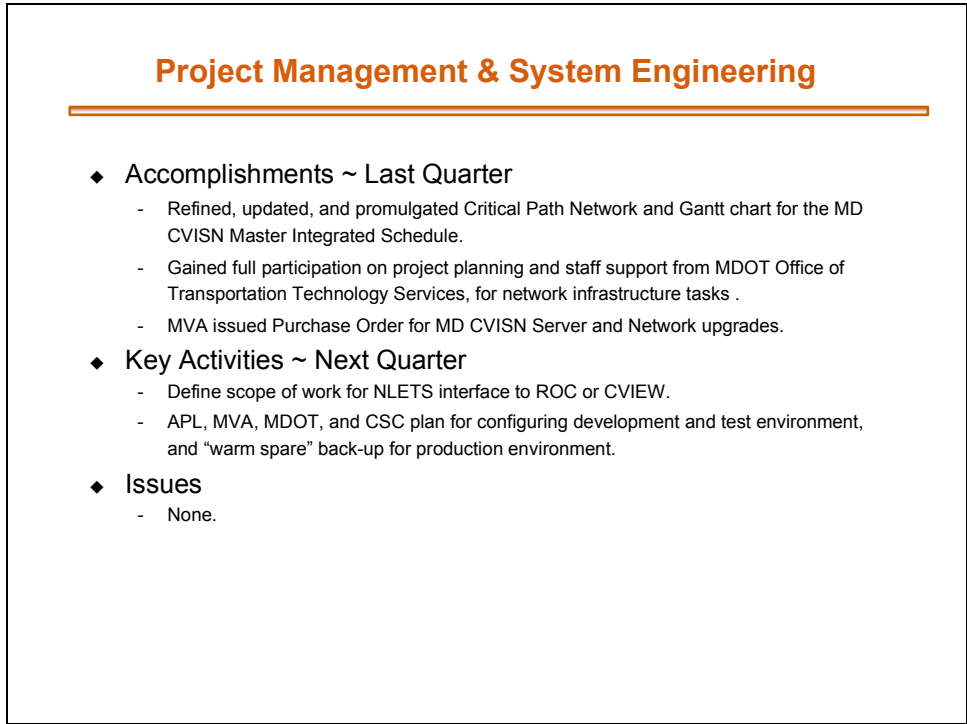 Project Management & System Engineering
◆ Accomplishments ~ Last Quarter
- Refined, updated, and promulgated Critical Path Network and Gantt chart for the MD
CVISN Master Integrated Schedule.
- Gained full participation on project planning and staff support from MDOT Office of
Transportation Technology Services, for network infrastructure tasks .
- MVA issued Purchase Order for MD CVISN Server and Network upgrades.
◆ Key Activities ~ Next Quarter
- Define scope of work for NLETS interface to ROC or CVIEW.
- APL, MVA, MDOT, and CSC plan for configuring development and test environment,
and “warm spare” back-up for production environment.
◆ Issues
- None.